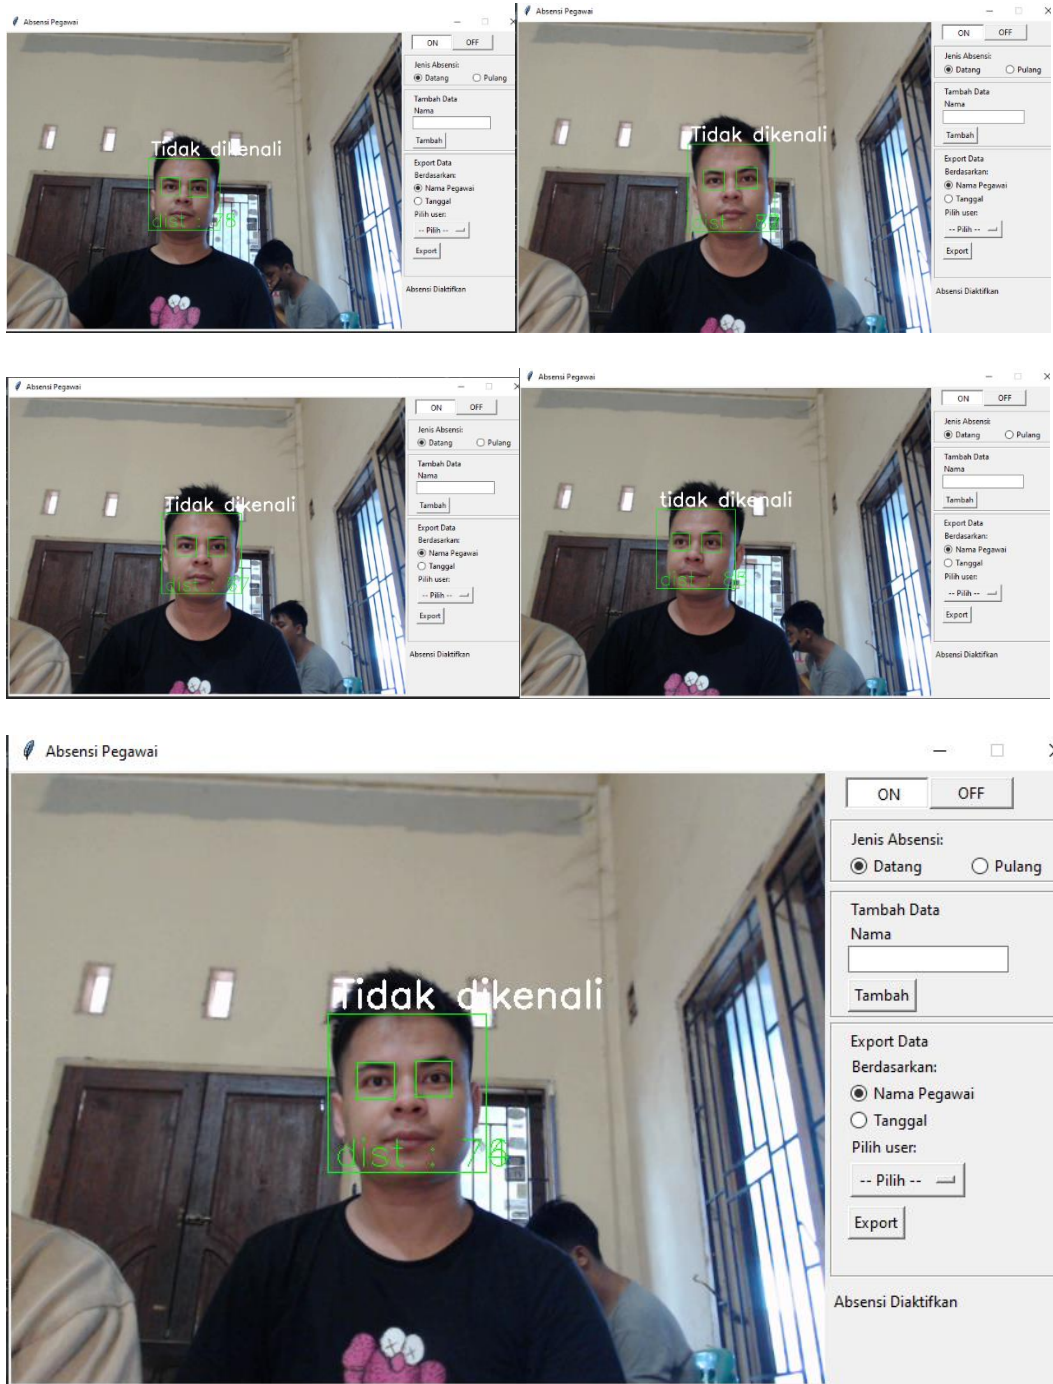 Absensi Pegawai
ON OFF
Jenis Absensi:
Datang Pulang
Tambah Data
Nama
Tambah
Export Data
Berdasarkan:
Nama Pegawai
Tanggal
Pilih user:
-- Pilih --
Export
Absensi Diaktifkan
Tidak dikenali
dist :
Absensi Pegawai
ON OFF
Jenis Absensi:
Datang Pulang
Tambah Data
Nama
Tambah
Export Data
Berdasarkan:
Nama Pegawai
Tanggal
Pilih user:
-- Pilih --
Export
Absensi Diaktifkan
Tidak dikenali
dist :
Absensi Pegawai
ON OFF
Jenis Absensi:
Datang Pulang
Tambah Data
Nama
Tambah
Export Data
Berdasarkan:
Nama Pegawai
Tanggal
Pilih user:
-- Pilih --
Export
Absensi Diaktifkan
Tidak dikenali
dist :
Absensi Pegawai
ON OFF
Jenis Absensi:
Datang Pulang
Tambah Data
Nama
Tambah
Export Data
Berdasarkan:
Nama Pegawai
Tanggal
Pilih user:
-- Pilih --
Export
Absensi Diaktifkan
tidak dikenali
dist :
Absensi Pegawai
ON OFF
Jenis Absensi:
Datang Pulang
Tambah Data
Nama
Tambah
Export Data
Berdasarkan:
Nama Pegawai
Tanggal
Pilih user:
-- Pilih --
Export
Absensi Diaktifkan
Tidak dikenali
dist :